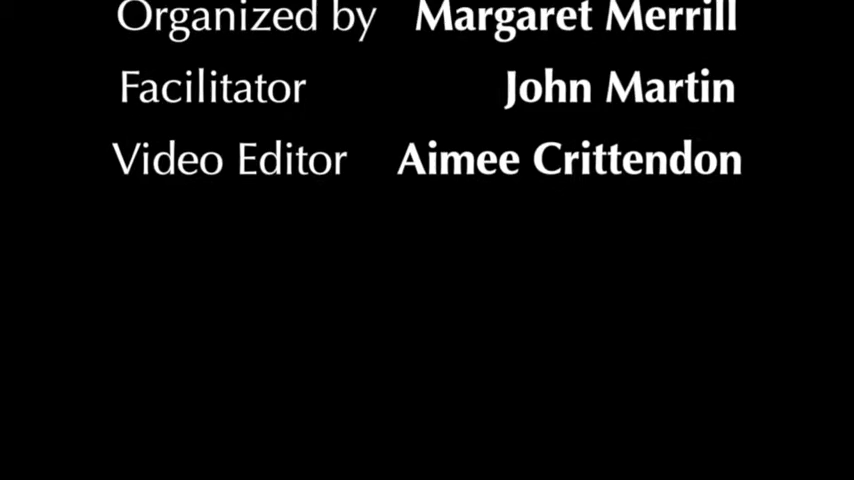 Organized by Margaret Merrill
Facilitator John Martin
Video Editor Aimee Crittendon